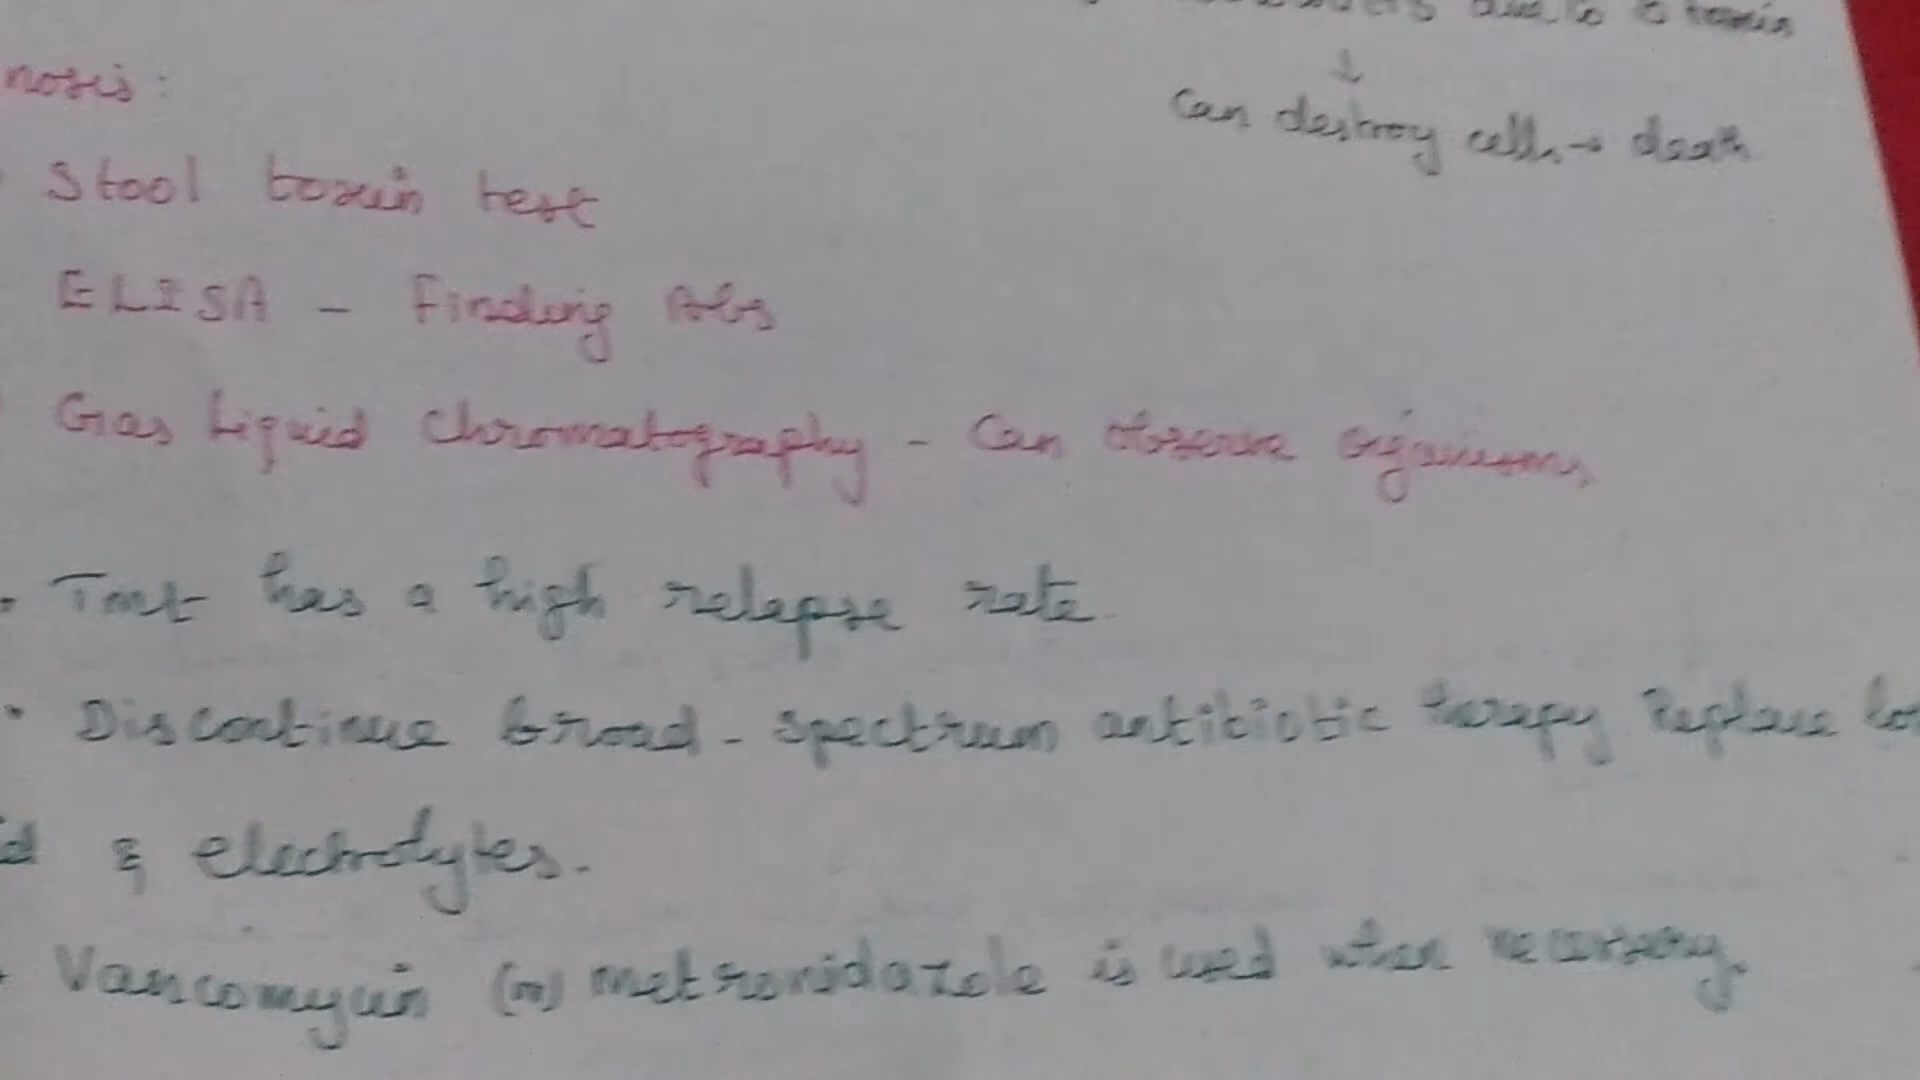 due to B toxin
↓
nosis:
Can destroy cells → death
Stool toxin test
ELISA - Finding Abs
Gas liquid chromatography - Can observe organisms,
• Tmt has a high relapse rate.
• Discontinue broad - spectrum antibiotic therapy Replace
& electrolytes.
• Vancomycin (or) metronidazole is used when necessary.